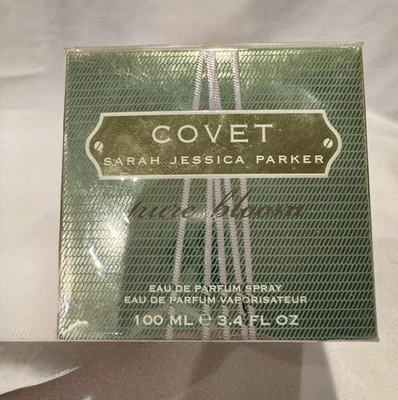 COVET
SARAH JESSICA PARKER
pure bloom
EAU DE PARFUM SPRAY
EAU DE PARFUM VAPORISATEUR
100 ML ℮ 3.4 FL OZ